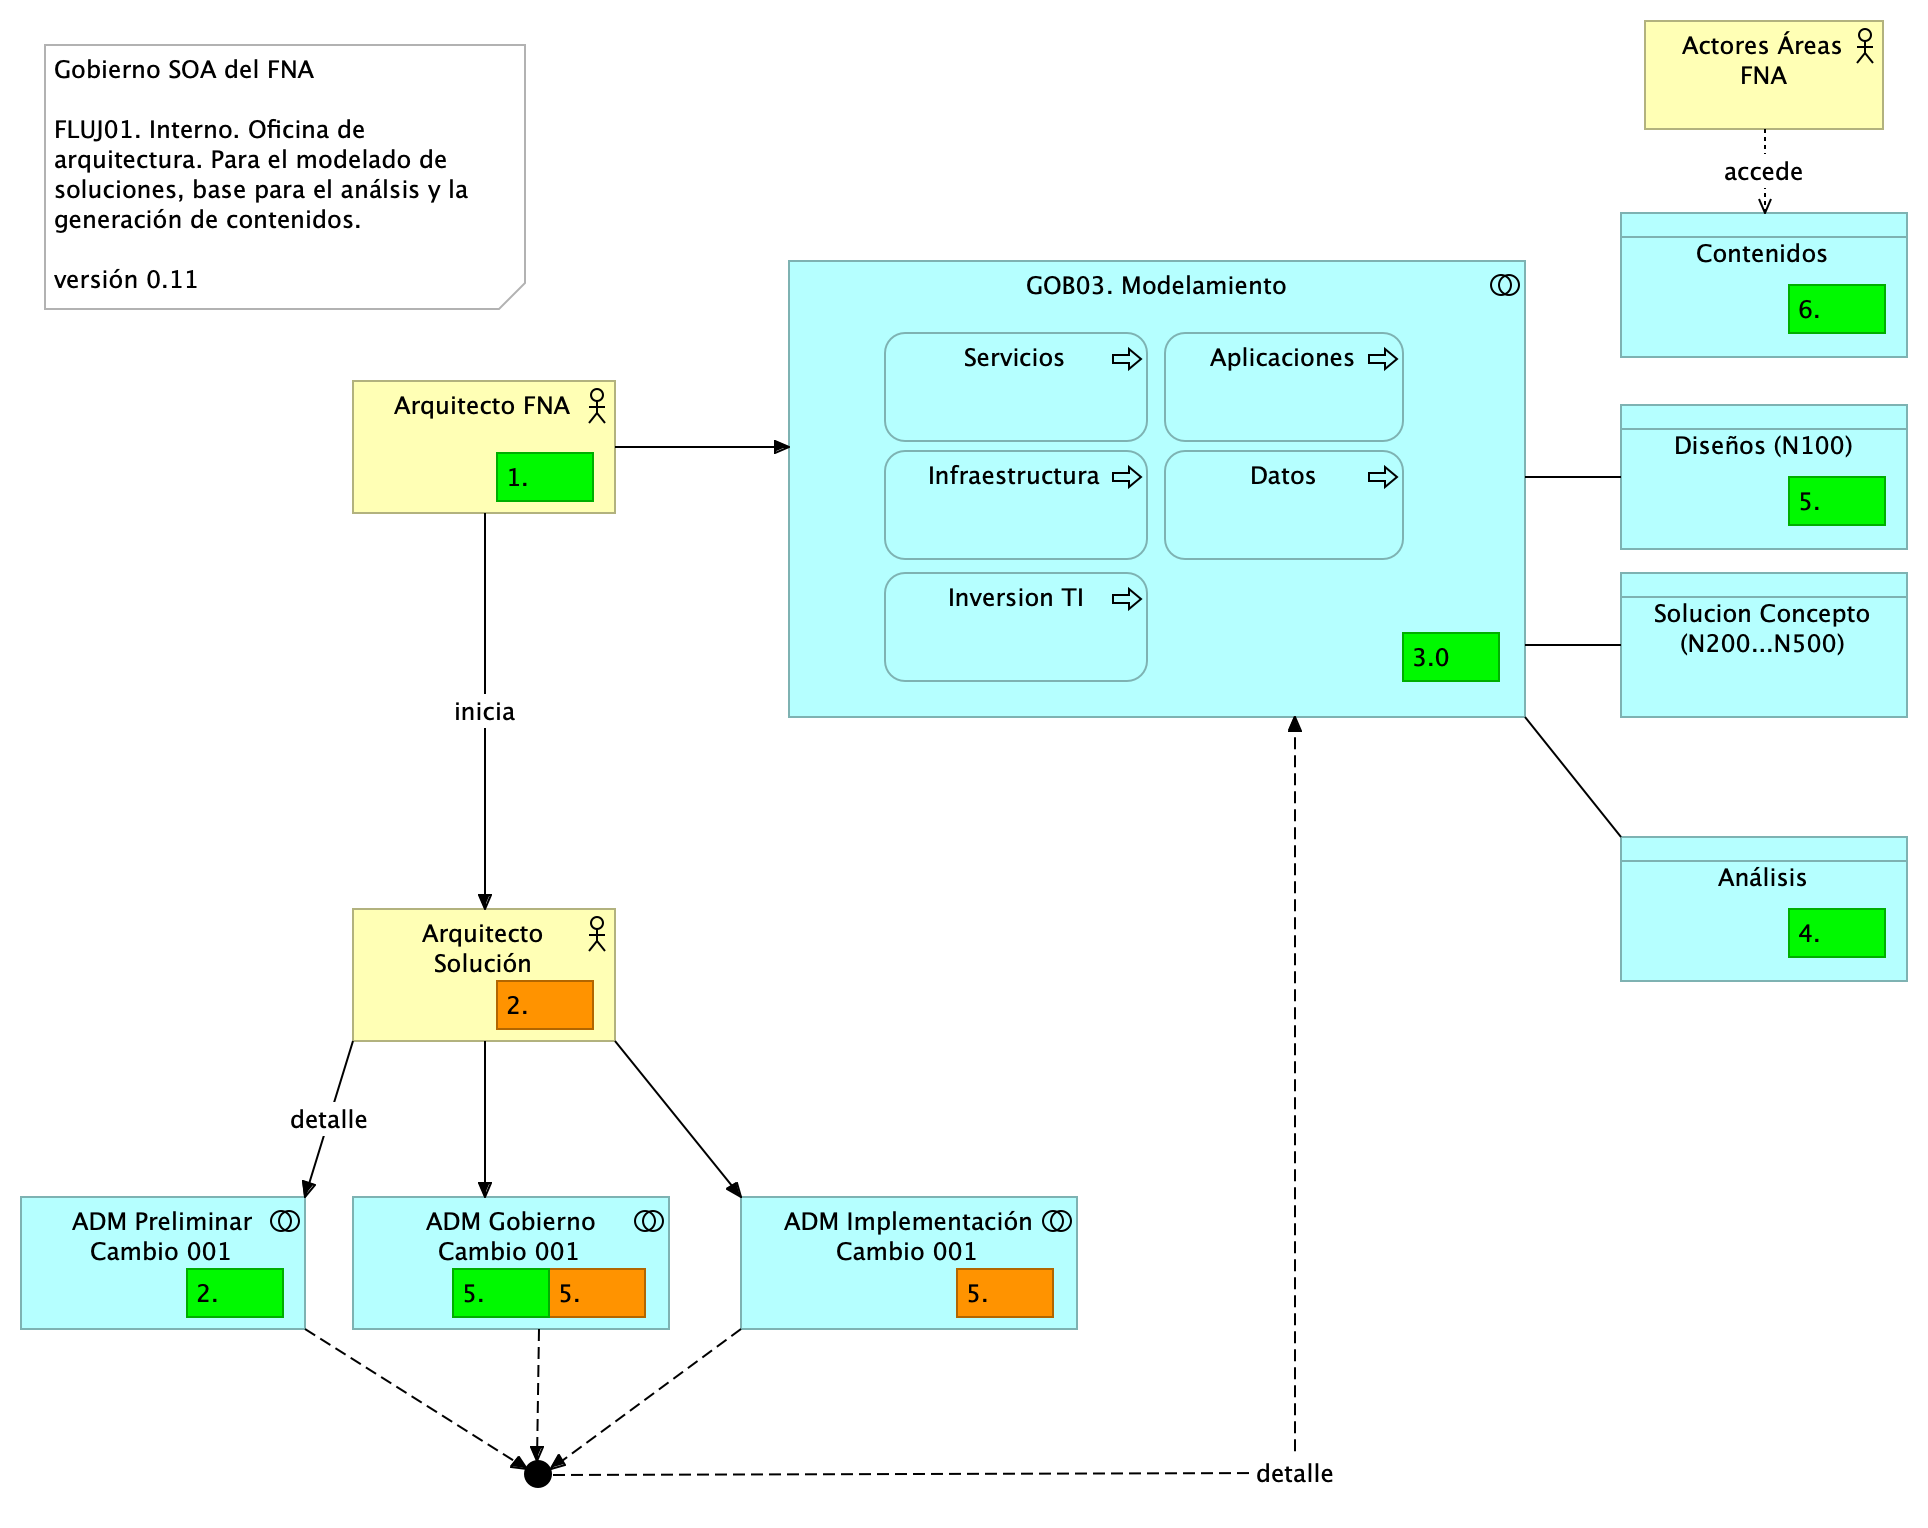 Gobierno SOA del FNA
FLUJ01. Interno. Oficina de
arquitectura. Para el modelado de
soluciones, base para el análsis y la
generación de contenidos.
versión 0.11
Actores Áreas
FNA
accede
Contenidos
6.
GOB03. Modelamiento
Servicios
Aplicaciones
Infraestructura
Datos
Inversion TI
3.0
Arquitecto FNA
1.
Diseños (N100)
5.
Solucion Concepto
(N200...N500)
inicia
Análisis
4.
Arquitecto
Solución
2.
detalle
ADM Preliminar
Cambio 001
2.
ADM Gobierno
Cambio 001
5.
5.
ADM Implementación
Cambio 001
5.
detalle